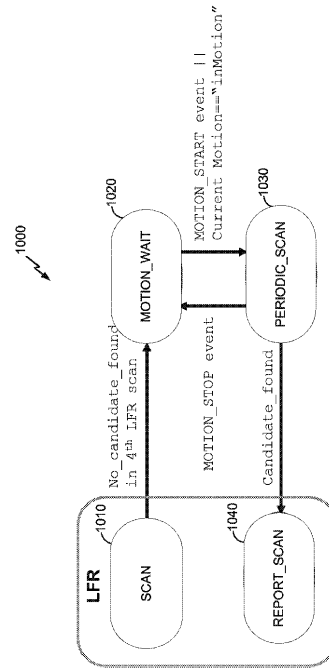 1000
LFR
1010
SCAN
No_candidate_found
in 4th LFR scan
1020
MOTION_WAIT
MOTION_START event ||
Current Motion=="inMotion"
MOTION_STOP event
1030
PERIODIC_SCAN
Candidate_found
1040
REPORT_SCAN